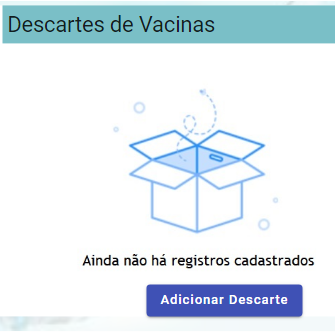 Descartes de Vacinas
Ainda não há registros cadastrados
Adicionar Descarte